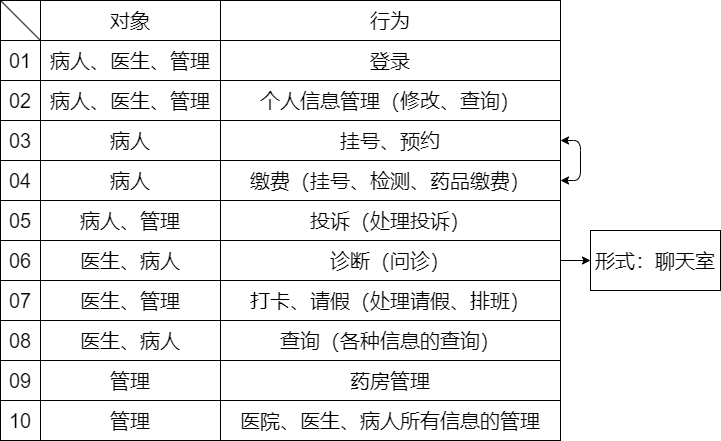 对象 行为
01 病人、医生、管理 登录
02 病人、医生、管理 个人信息管理（修改、查询）
03 病人 挂号、预约
04 病人 缴费（挂号、检测、药品缴费）
05 病人、管理 投诉（处理投诉）
06 医生、病人 诊断（问诊） 形式：聊天室
07 医生、管理 打卡、请假（处理请假、排班）
08 医生、病人 查询（各种信息的查询）
09 管理 药房管理
10 管理 医院、医生、病人所有信息的管理